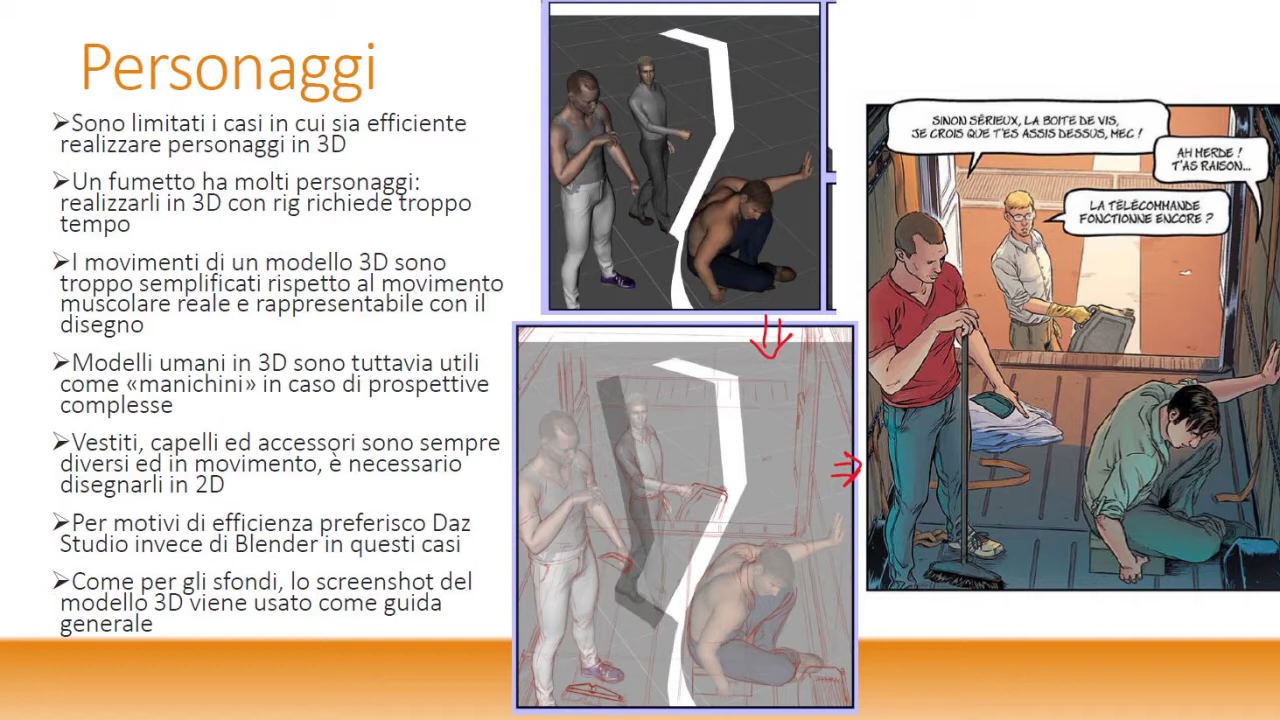 Personaggi
➢Sono limitati i casi in cui sia efficiente
realizzare personaggi in 3D
➢Un fumetto ha molti personaggi:
realizzarli in 3D con rig richiede troppo
tempo
➢I movimenti di un modello 3D sono
troppo semplificati rispetto al movimento
muscolare reale e rappresentabile con il
disegno
➢Modelli umani in 3D sono tuttavia utili
come «manichini» in caso di prospettive
complesse
➢Vestiti, capelli ed accessori sono sempre
diversi ed in movimento, è necessario
disegnarli in 2D
➢Per motivi di efficienza preferisco Daz
Studio invece di Blender in questi casi
➢Come per gli sfondi, lo screenshot del
modello 3D viene usato come guida
generale
SINON SÉRIEUX, LA BOITE DE VIS,
JE CROIS QUE T'ES ASSIS DESSUS, MEC !
AH MERDE !
T'AS RAISON...
LA TÉLÉCOMMANDE
FONCTIONNE ENCORE ?